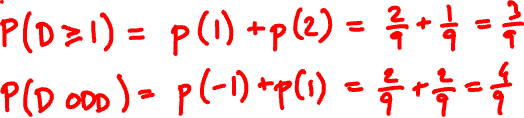 P(D ≥ 1) = p(1) + p(2) = 2/9 + 1/9 = 3/9
P(D ODD) = p(-1) + p(1) = 2/9 + 2/9 = 4/9